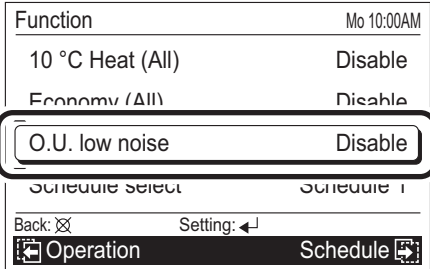 Function Mo 10:00AM
10 °C Heat (All) Disable
Economy (All) Disable
O.U. low noise Disable
Schedule select Schedule 1
Back: Setting:
Operation Schedule